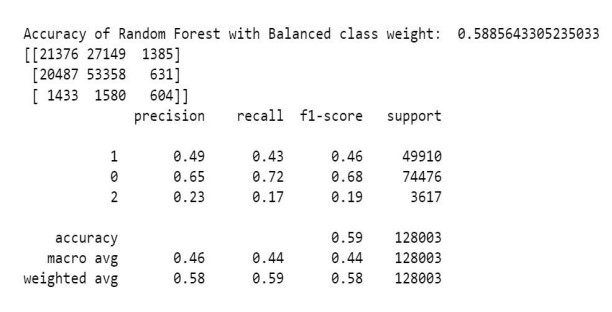 Accuracy of Random Forest with Balanced class weight:  0.5885643305235033
[[21376 27149  1385]
 [20487 53358   631]
 [ 1433  1580   604]]
              precision    recall  f1-score   support

           1       0.49      0.43      0.46     49910
           0       0.65      0.72      0.68     74476
           2       0.23      0.17      0.19      3617

    accuracy                           0.59    128003
   macro avg       0.46      0.44      0.44    128003
weighted avg       0.58      0.59      0.58    128003